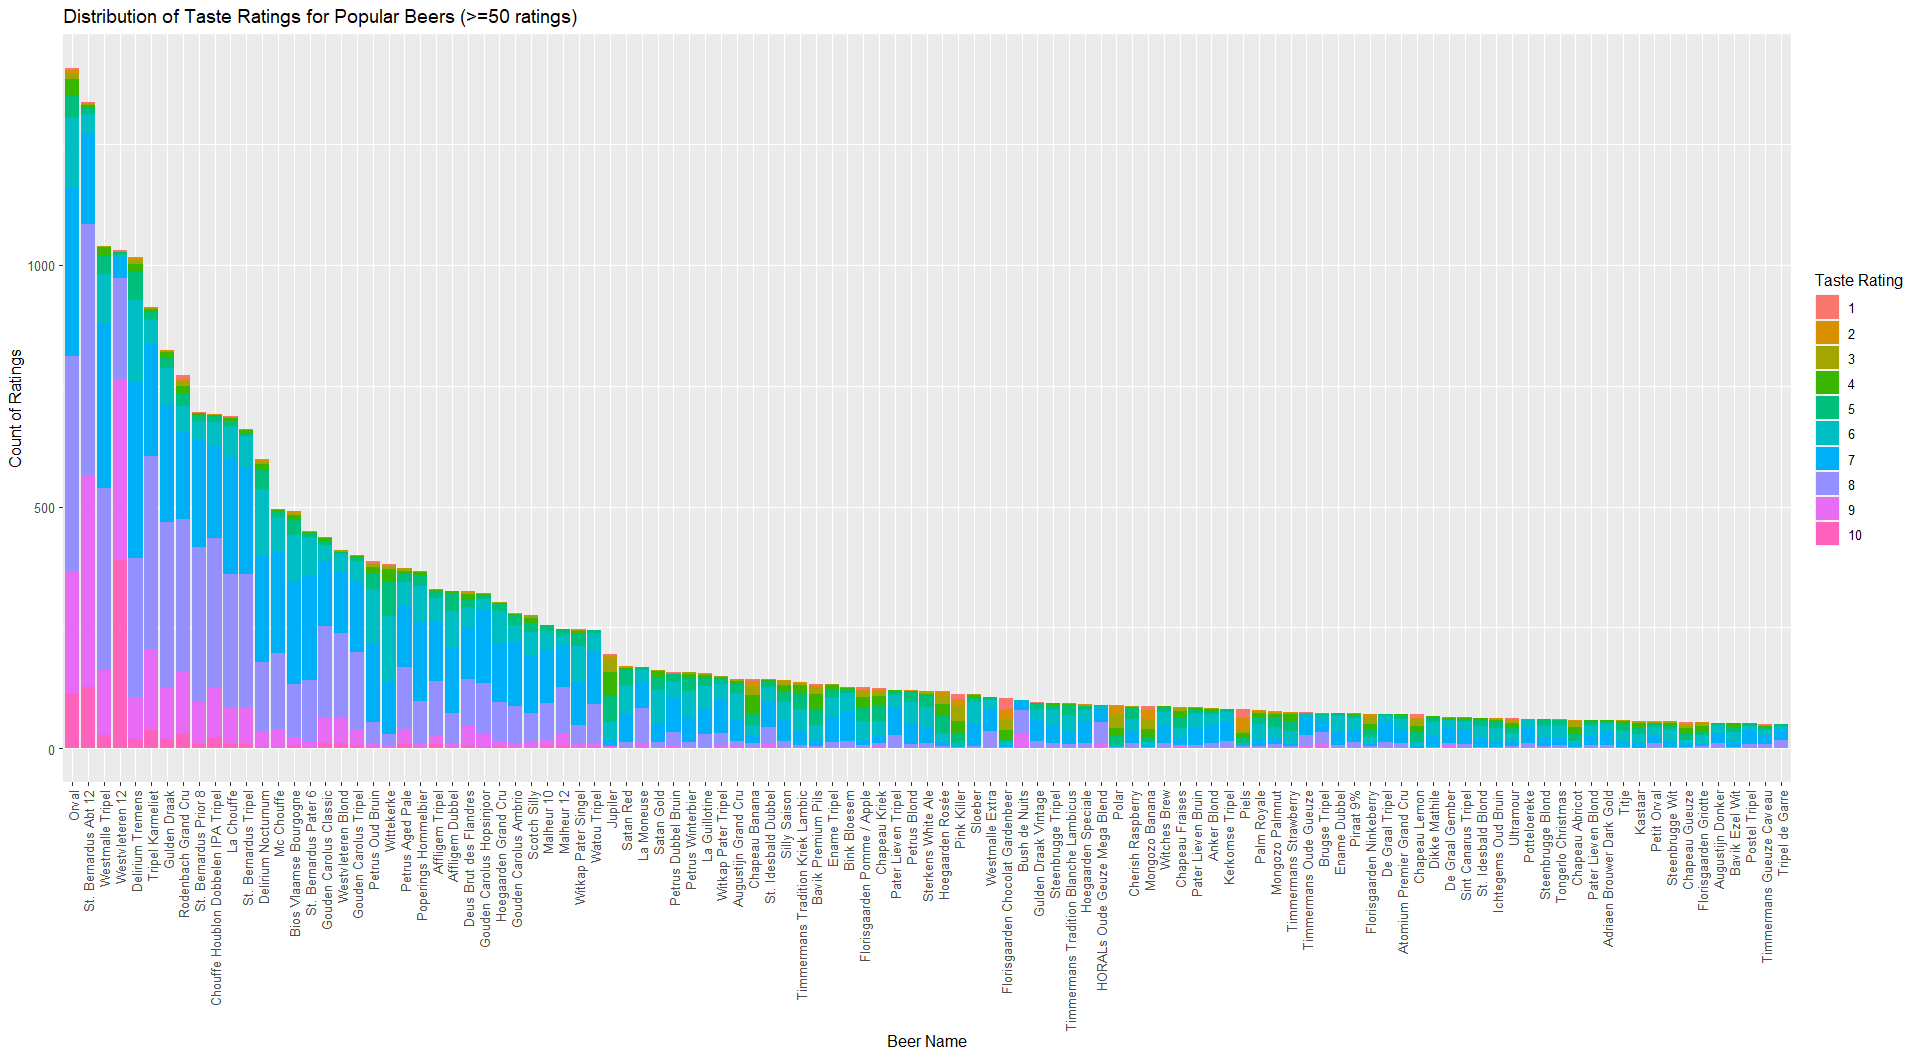 Distribution of Taste Ratings for Popular Beers (>=50 ratings)
Count of Ratings
1000
500
0
Orval
St. Bernardus Abt 12
Westmalle Tripel
Westvleteren 12
Delirium Tremens
Tripel Karmeliet
Gulden Draak
Rodenbach Grand Cru
St. Bernardus Prior 8
Chouffe Houblon Dobbelen IPA Tripel
La Chouffe
St. Bernardus Tripel
Delirium Nocturnum
Mc Chouffe
Bios Vlaamse Bourgogne
St. Bernardus Pater 6
Gouden Carolus Classic
Westvleteren Blond
Gouden Carolus Tripel
Petrus Oud Bruin
Wittekerke
Petrus Aged Pale
Poperings Hommelbier
Affligem Tripel
Affligem Dubbel
Deus Brut des Flandres
Gouden Carolus Hopsinjoor
Hoegaarden Grand Cru
Gouden Carolus Ambrio
Scotch Silly
Malheur 10
Malheur 12
Witkap Pater Singel
Watou Tripel
Jupiler
Satan Red
La Moneuse
Satan Gold
Petrus Dubbel Bruin
Petrus Winterbier
La Guillotine
Witkap Pater Tripel
Augustijn Grand Cru
Chapeau Banana
St. Idesbald Dubbel
Silly Saison
Timmermans Tradition Kriek Lambic
Bavik Premium Pils
Ename Tripel
Bink Bloesem
Florisgaarden Pomme / Apple
Chapeau Kriek
Pater Lieven Tripel
Petrus Blond
Sterkens White Ale
Hoegaarden Rosée
Pink Killer
Sloeber
Westmalle Extra
Florisgaarden Chocolat Gardenbeer
Bush de Nuits
Gulden Draak Vintage
Steenbrugge Tripel
Timmermans Tradition Blanche Lambicus
Hoegaarden Speciale
HORALs Oude Geuze Mega Blend
Polar
Cherish Raspberry
Mongozo Banana
Witches Brew
Chapeau Fraises
Pater Lieven Bruin
Anker Blond
Kerkomse Tripel
Piels
Palm Royale
Mongozo Palmnut
Timmermans Strawberry
Timmermans Oude Gueuze
Brugse Tripel
Ename Dubbel
Piraat 9%
Florisgaarden Ninkeberry
De Graal Tripel
Atomium Premier Grand Cru
Chapeau Lemon
Dikke Mathile
De Graal Gember
Sint Canarus Tripel
St. Idesbald Blond
Ichtegems Oud Bruin
Ultramour
Potteloereke
Steenbrugge Blond
Tongerlo Christmas
Chapeau Abricot
Pater Lieven Blond
Adriaen Brouwer Dark Gold
Titje
Kastaar
Petit Orval
Steenbrugge Wit
Chapeau Gueuze
Florisgaarden Griotte
Augustijn Donker
Bavik Ezel Wit
Postel Tripel
Timmermans Gueuze Caveau
Tripel de Garre
Beer Name
Taste Rating
1
2
3
4
5
6
7
8
9
10